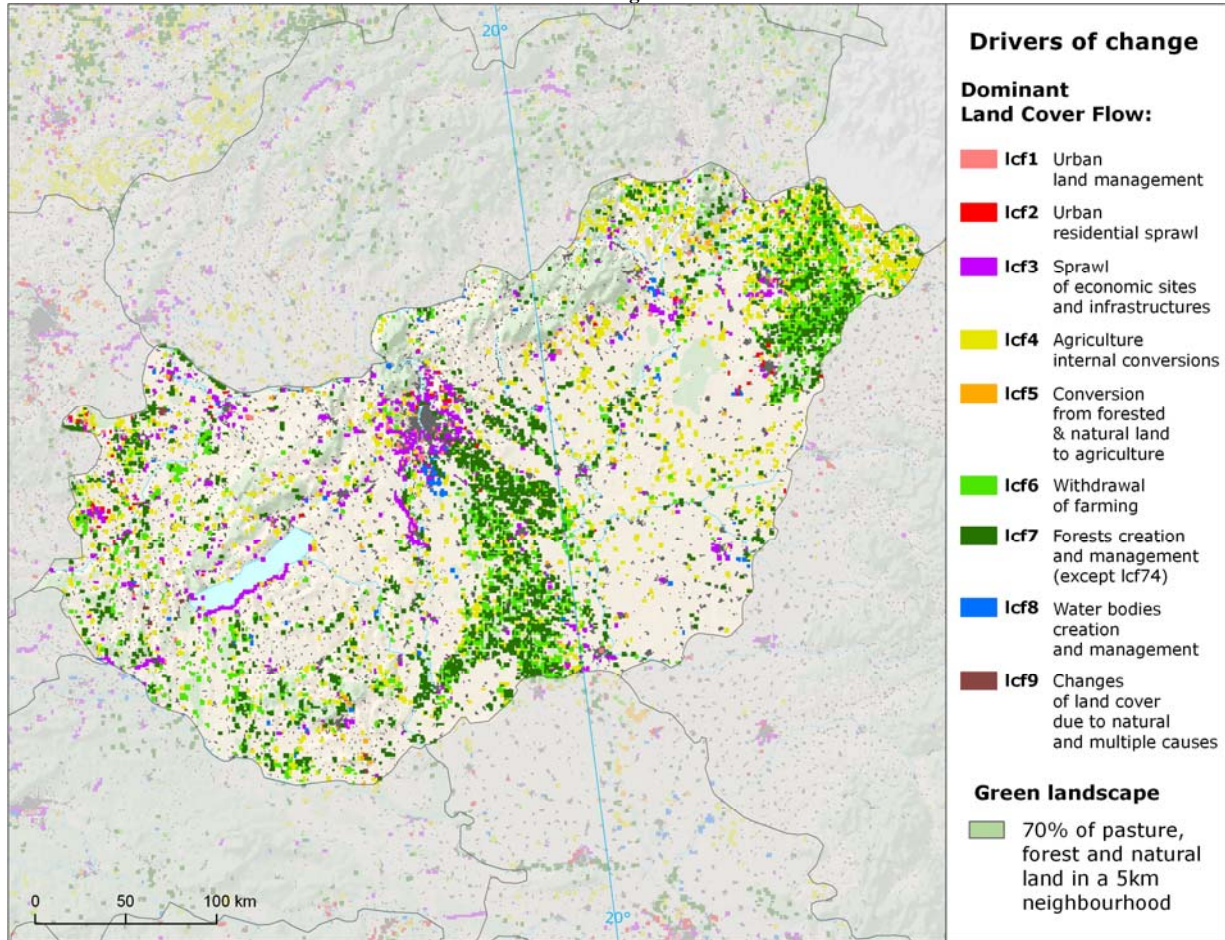 20°
20°
0 50 100 km
Drivers of change
Dominant
Land Cover Flow:
lcf1 Urban
land management
lcf2 Urban
residential sprawl
lcf3 Sprawl
of economic sites
and infrastructures
lcf4 Agriculture
internal conversions
lcf5 Conversion
from forested
& natural land
to agriculture
lcf6 Withdrawal
of farming
lcf7 Forests creation
and management
(except lcf74)
lcf8 Water bodies
creation
and management
lcf9 Changes
of land cover
due to natural
and multiple causes
Green landscape
70% of pasture,
forest and natural
land in a 5km
neighbourhood